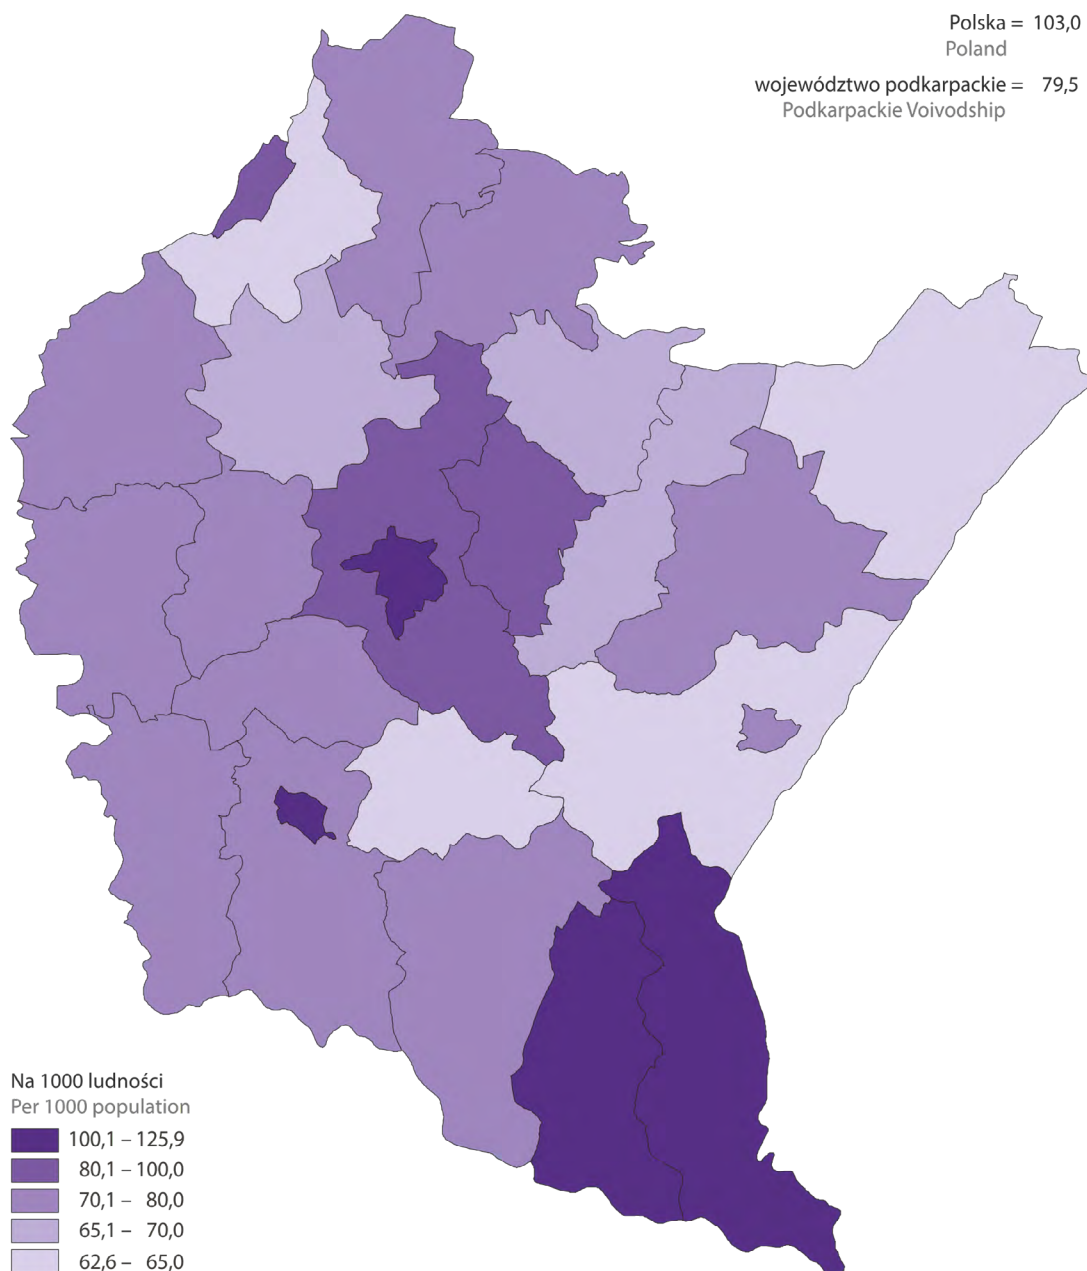 Polska = 103,0
Poland
województwo podkarpackie = 79,5
Podkarpackie Voivodship
Na 1000 ludności
Per 1000 population
100,1 – 125,9
80,1 – 100,0
70,1 – 80,0
65,1 – 70,0
62,6 – 65,0